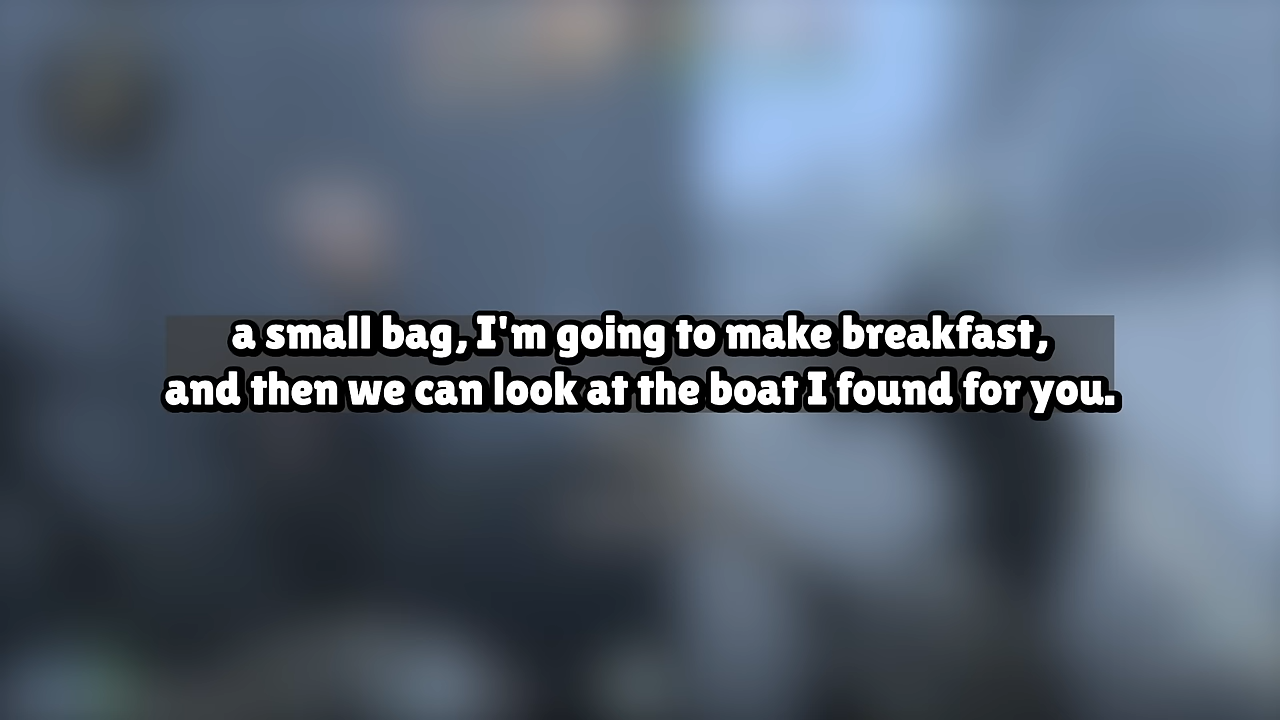 a small bag, I'm going to make breakfast,
and then we can look at the boat I found for you.